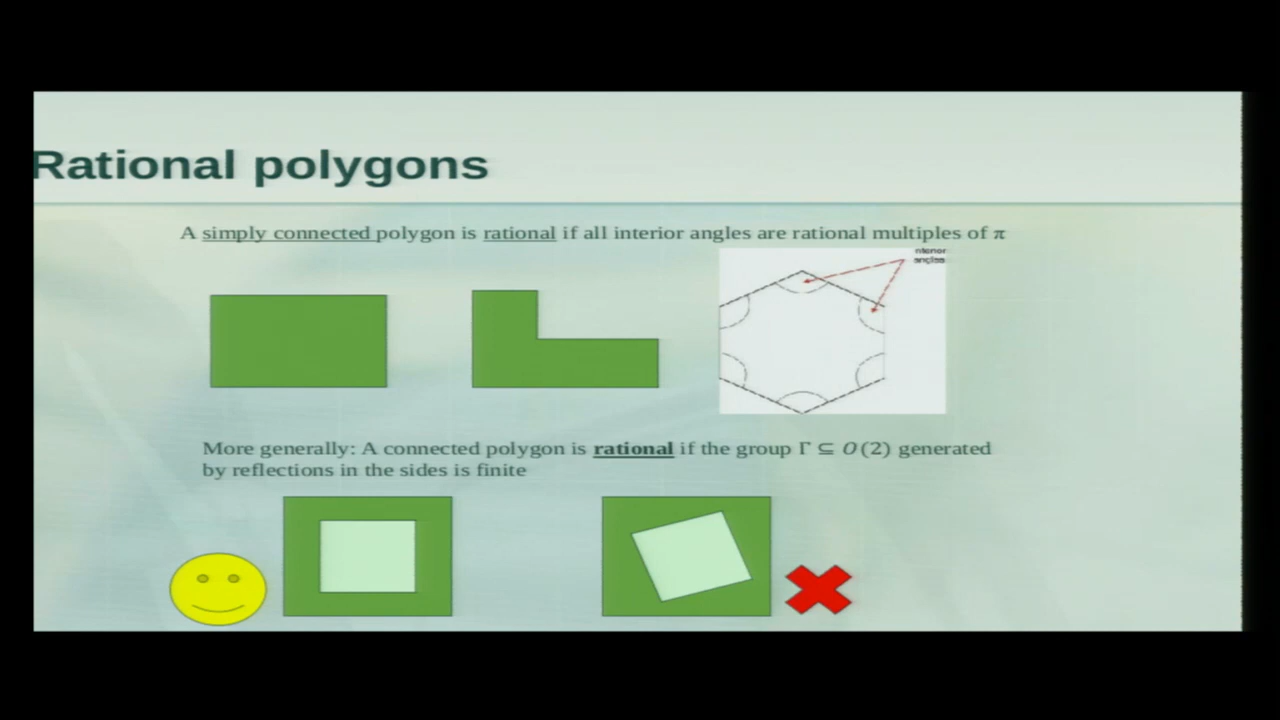 Rational polygons
A simply connected polygon is rational if all interior angles are rational multiples of π
interior
angles
More generally: A connected polygon is rational if the group Γ ⊆ O(2) generated
by reflections in the sides is finite